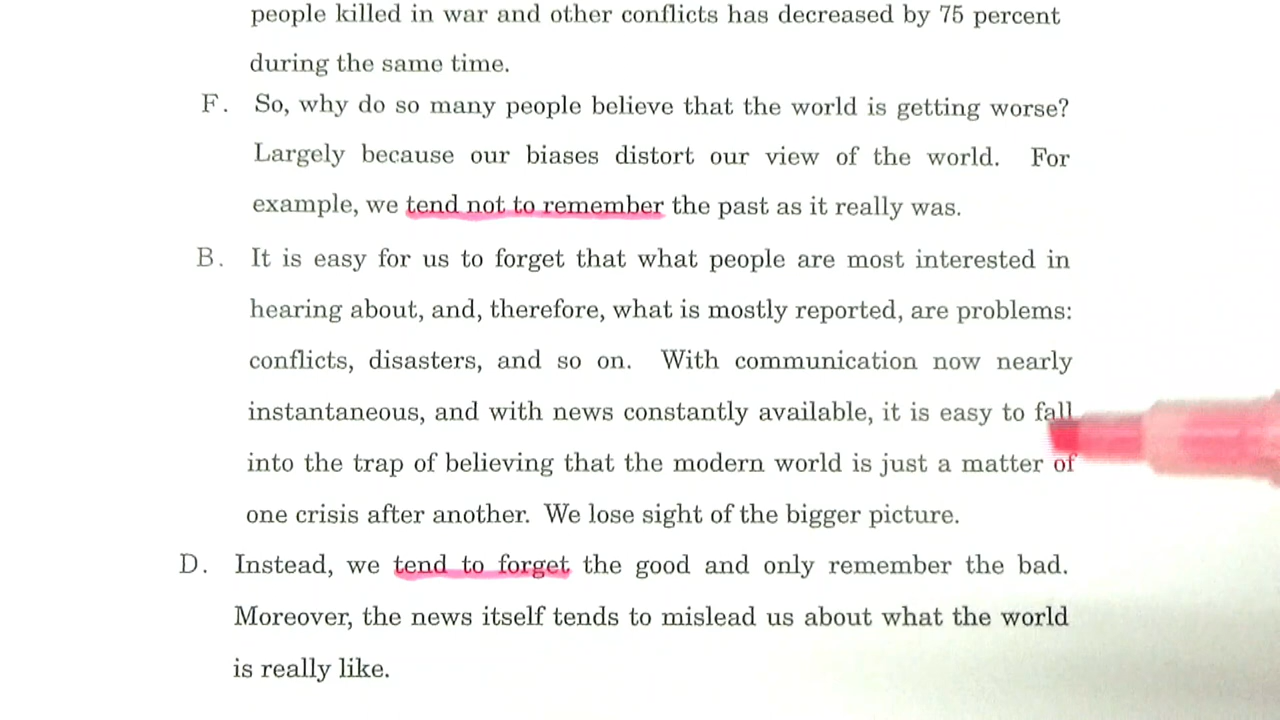 people killed in war and other conflicts has decreased by 75 percent
during the same time.
F. So, why do so many people believe that the world is getting worse?
Largely because our biases distort our view of the world. For
example, we tend not to remember the past as it really was.
B. It is easy for us to forget that what people are most interested in
hearing about, and, therefore, what is mostly reported, are problems:
conflicts, disasters, and so on. With communication now nearly
instantaneous, and with news constantly available, it is easy to fall
into the trap of believing that the modern world is just a matter of
one crisis after another. We lose sight of the bigger picture.
D. Instead, we tend to forget the good and only remember the bad.
Moreover, the news itself tends to mislead us about what the world
is really like.